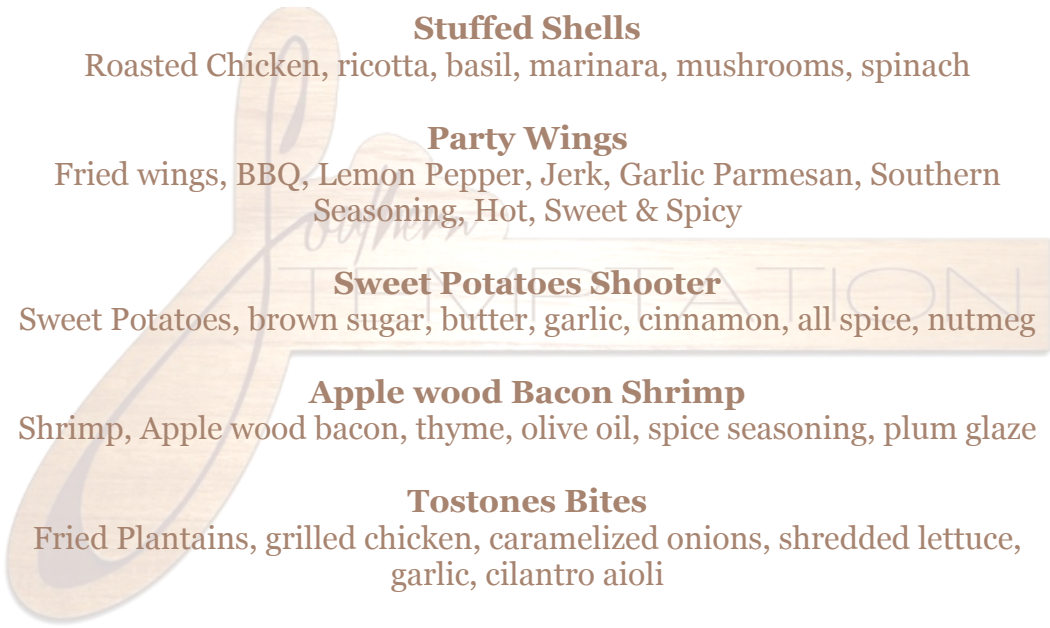 Stuffed Shells
Roasted Chicken, ricotta, basil, marinara, mushrooms, spinach
Party Wings
Fried wings, BBQ, Lemon Pepper, Jerk, Garlic Parmesan, Southern
Seasoning, Hot, Sweet & Spicy
Southern
TEMPTATION
Sweet Potatoes Shooter
Sweet Potatoes, brown sugar, butter, garlic, cinnamon, all spice, nutmeg
Apple wood Bacon Shrimp
Shrimp, Apple wood bacon, thyme, olive oil, spice seasoning, plum glaze
Tostones Bites
Fried Plantains, grilled chicken, caramelized onions, shredded lettuce,
garlic, cilantro aioli